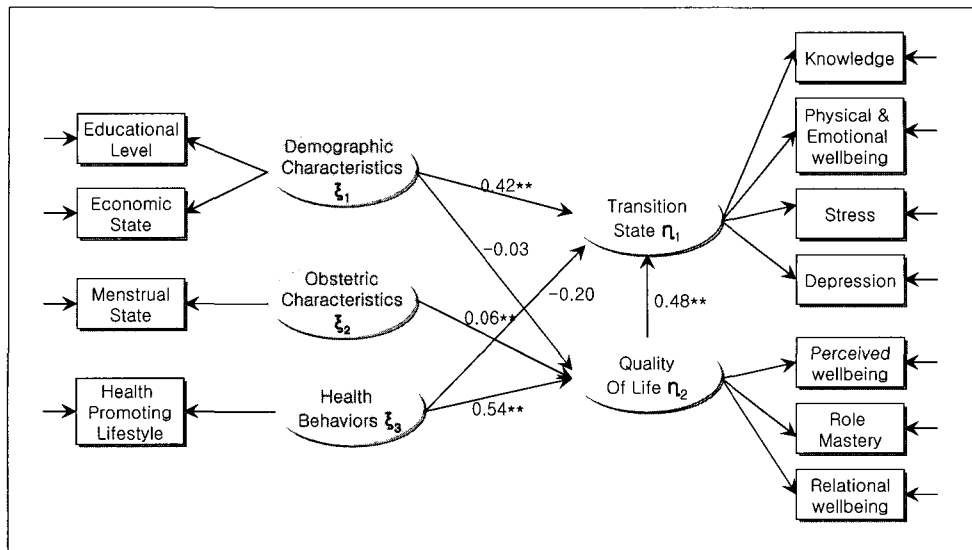 Educational
Level
Economic
State
Menstrual
State
Health
Promoting
Lifestyle
Demographic
Characteristics
ξ1
Obstetric
Characteristics
ξ2
Health
Behaviors ξ3
0.42**
-0.03
-0.20
0.06**
0.54**
0.48**
Transition
State η1
Quality
Of Life η2
Knowledge
Physical &
Emotional
wellbeing
Stress
Depression
Perceived
wellbeing
Role
Mastery
Relational
wellbeing